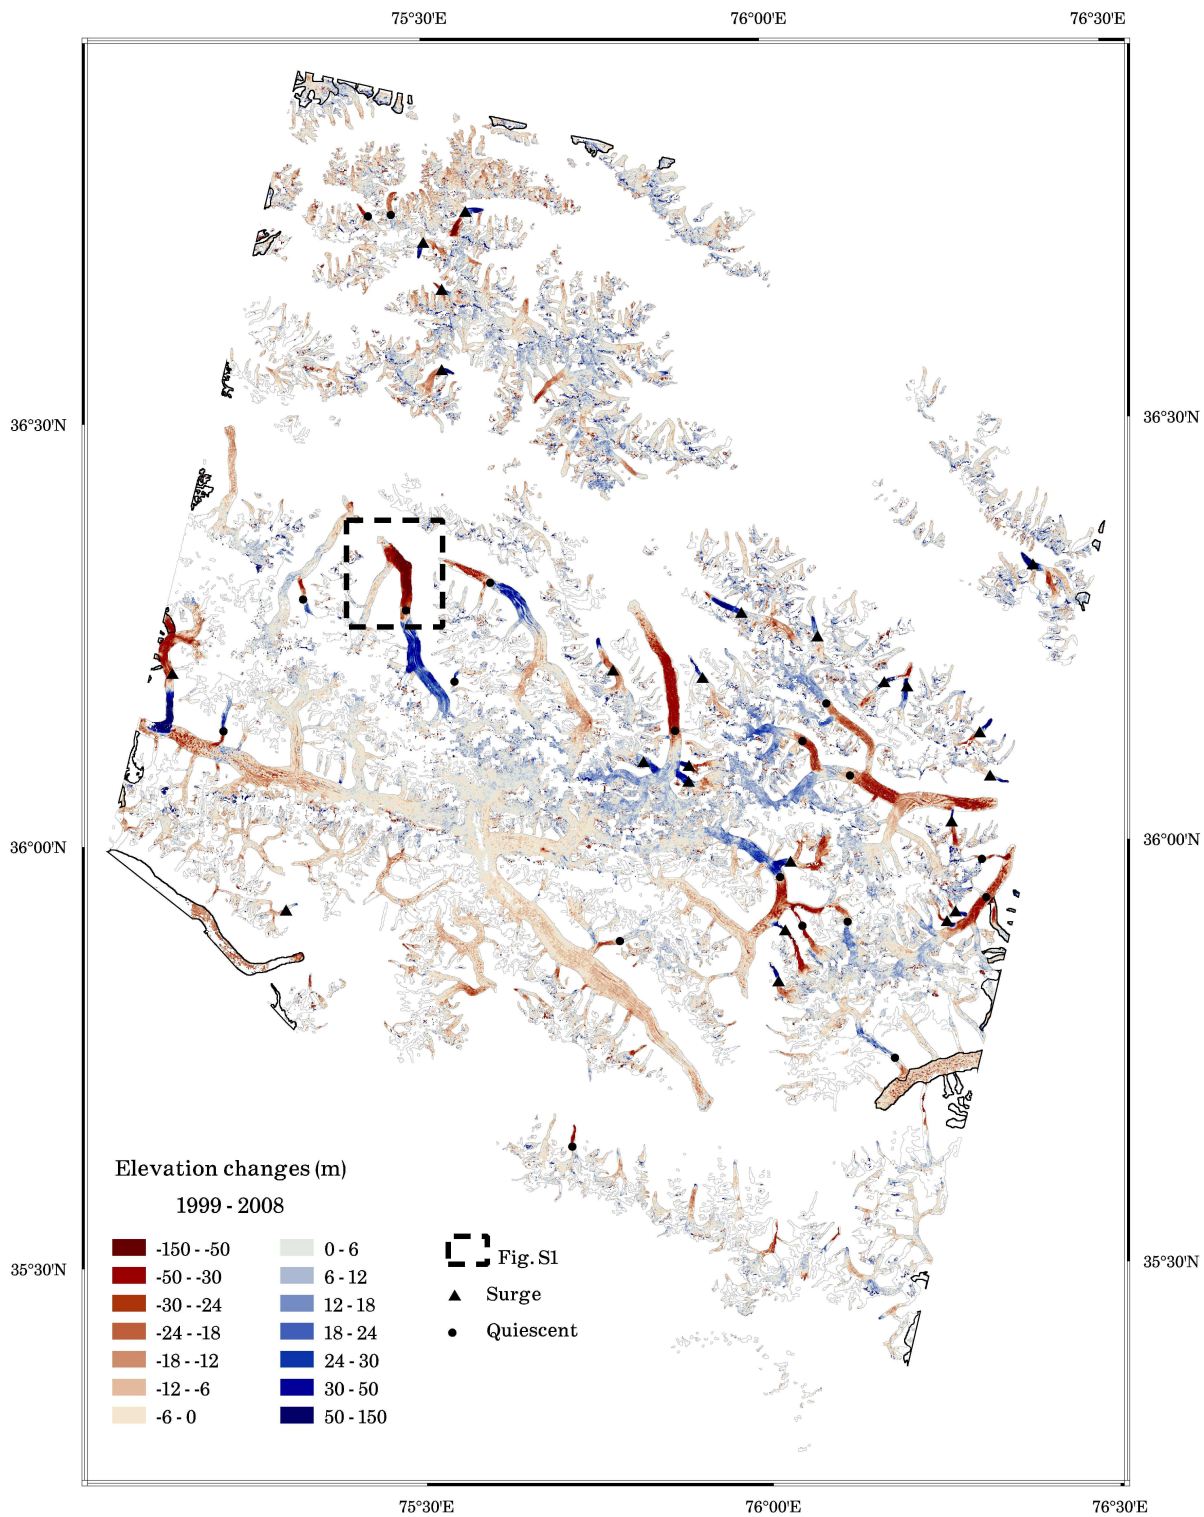 75°30'E 76°00'E 76°30'E
36°30'N 36°30'N
36°00'N 36°00'N
Elevation changes (m)
1999 - 2008
-150 - -50 0 - 6
-50 - -30 6 - 12 Fig. S1
-30 - -24 12 - 18 Surge
-24 - -18 18 - 24 Quiescent
-18 - -12 24 - 30
-12 - -6 30 - 50
-6 - 0 50 - 150
35°30'N 35°30'N
75°30'E 76°00'E 76°30'E